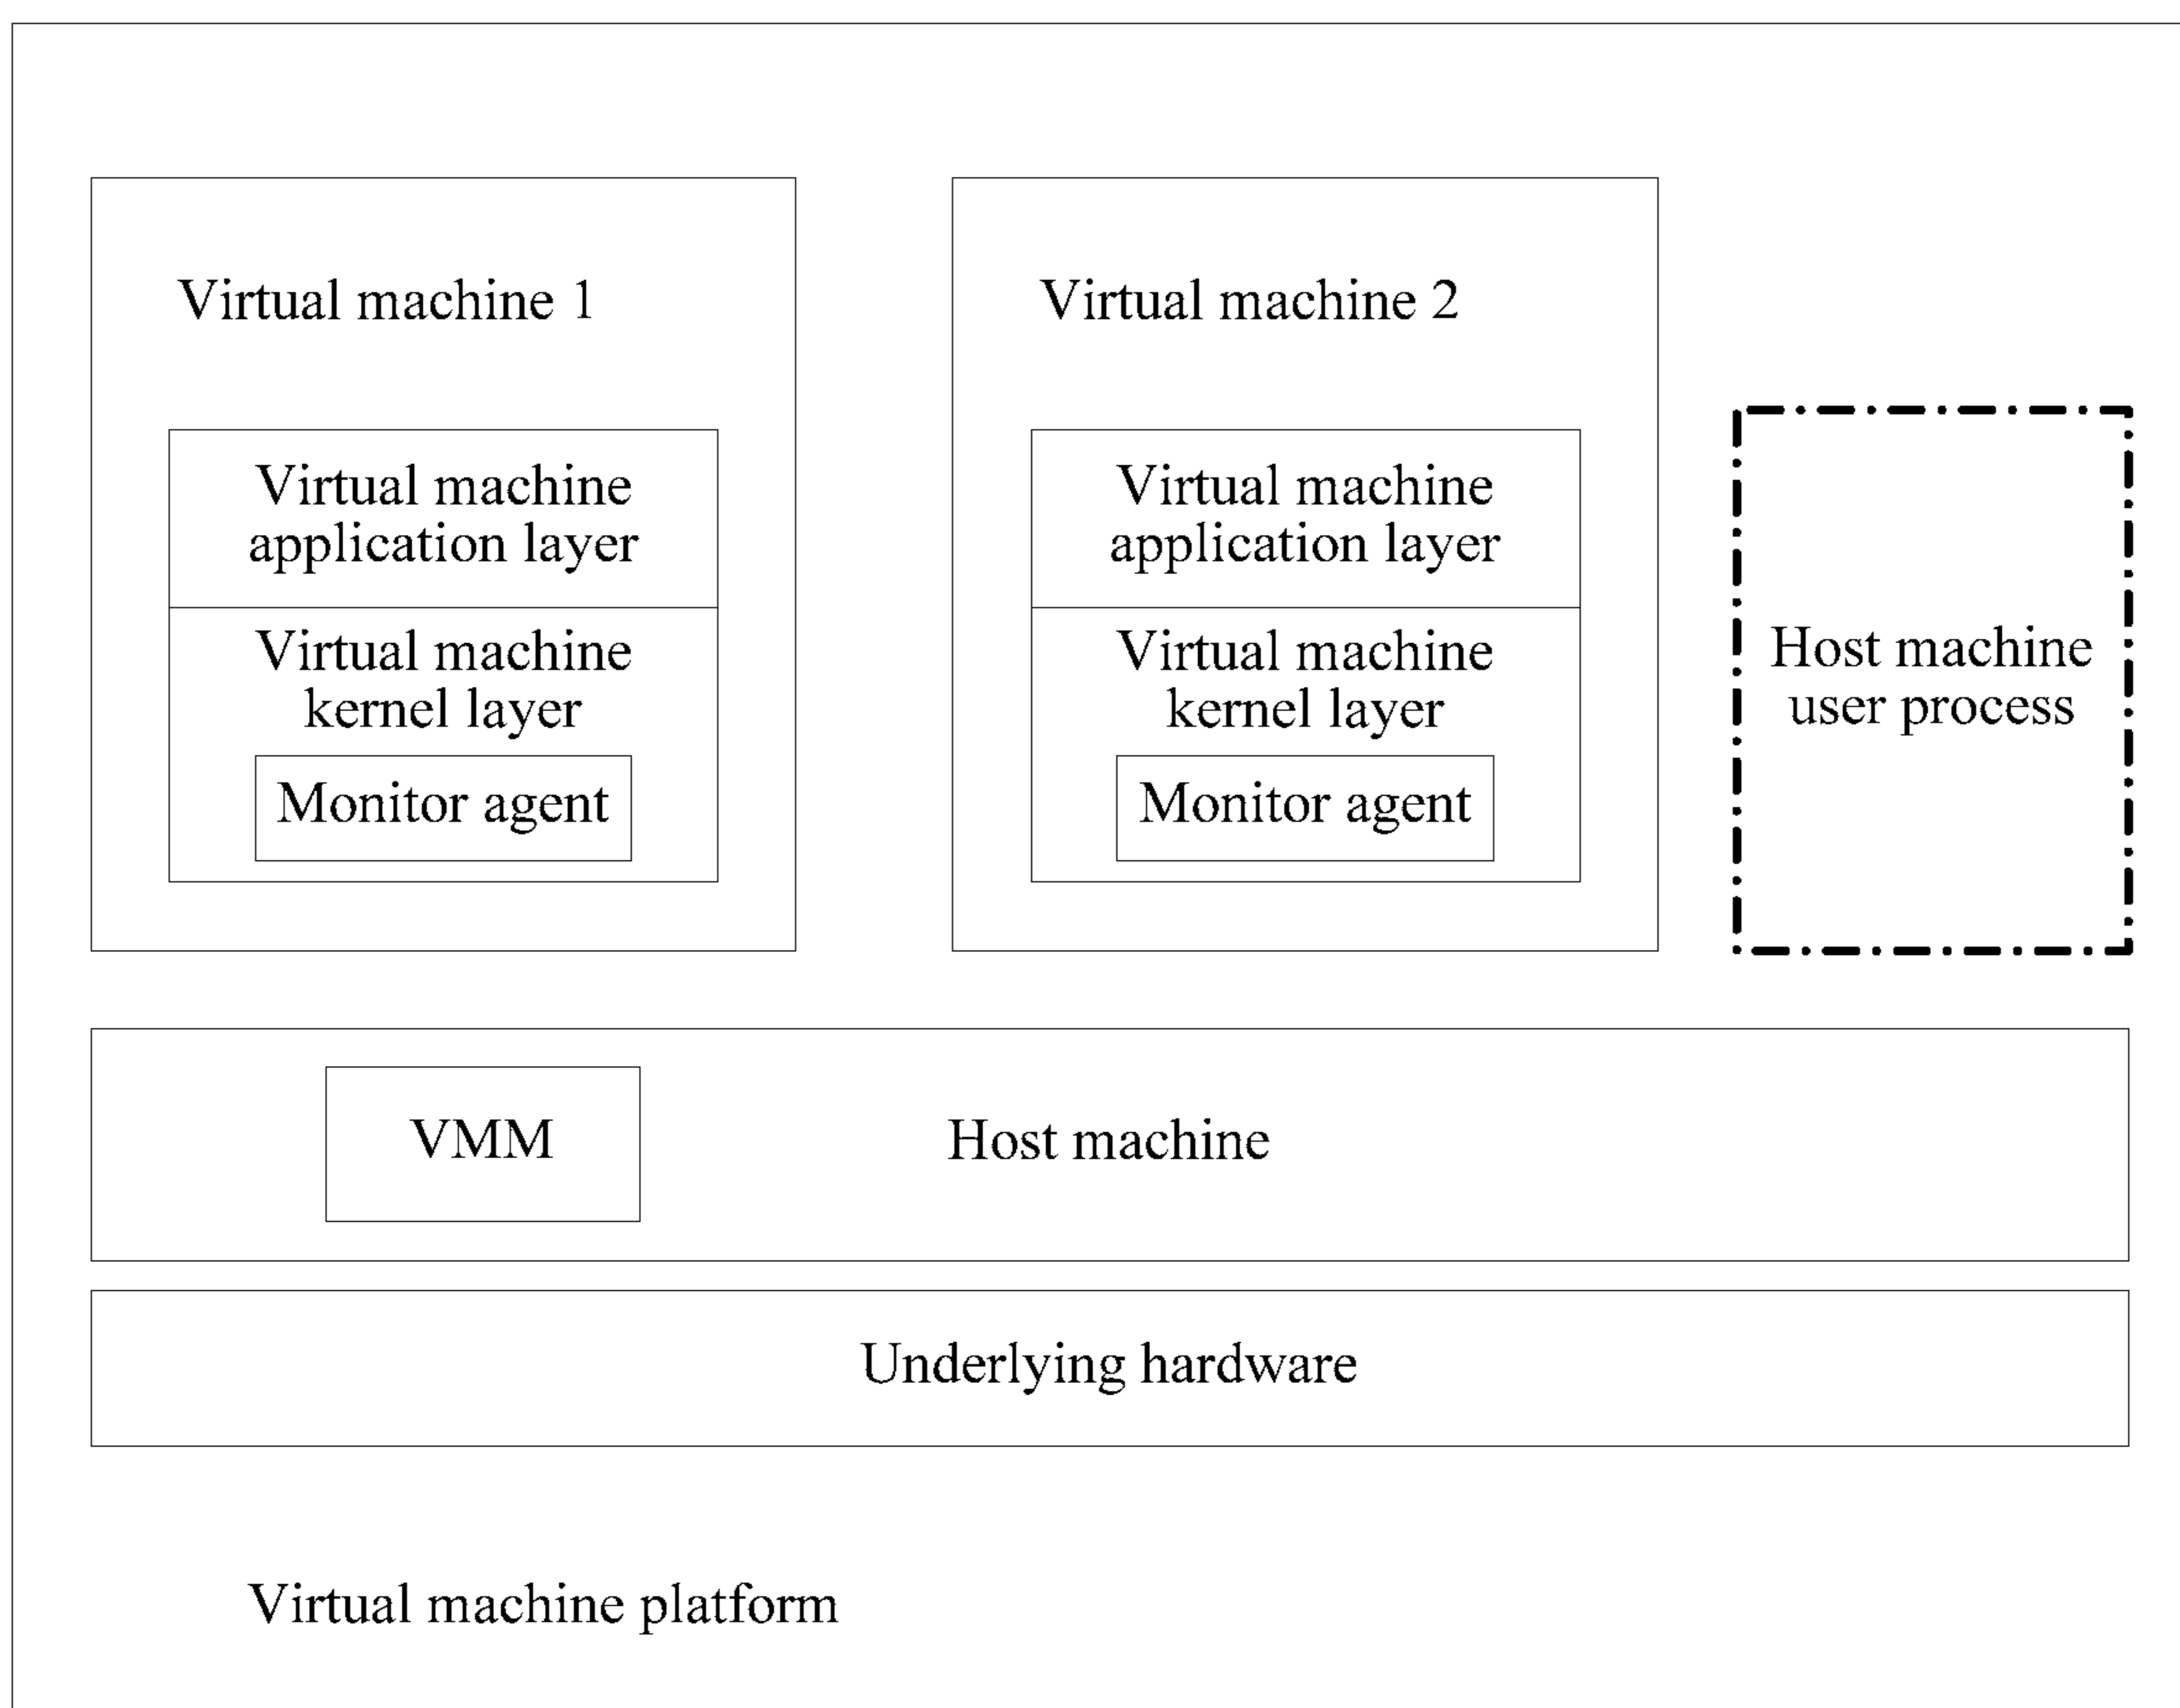 Virtual machine 1
Virtual machine
application layer
Virtual machine
kernel layer
Monitor agent
Virtual machine 2
Virtual machine
application layer
Virtual machine
kernel layer
Monitor agent
Host machine
user process
VMM
Host machine
Underlying hardware
Virtual machine platform